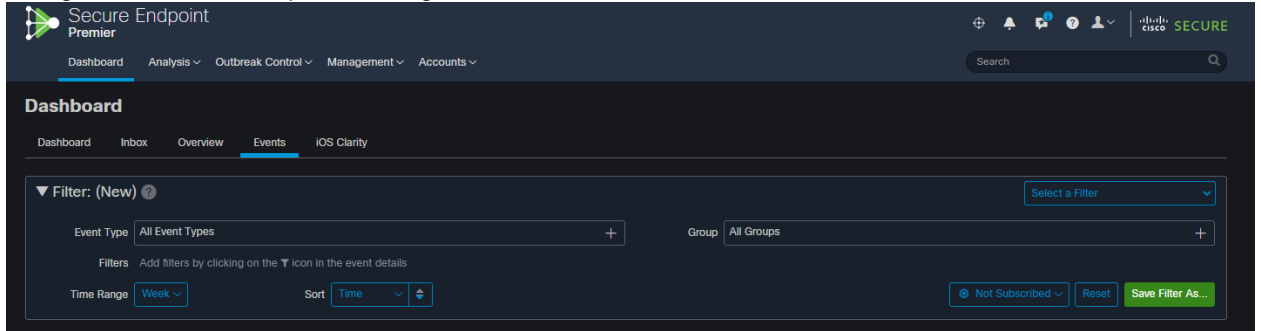 Secure Endpoint
Premier
CISCO SECURE
Dashboard Analysis Outbreak Control Management Accounts
Search
Dashboard
Dashboard Inbox Overview Events iOS Clarity
Filter: (New) ?
Select a Filter
Event Type All Event Types + Group All Groups +
Filters Add filters by clicking on the icon in the event details
Time Range Week Sort Time Not Subscribed Reset Save Filter As...